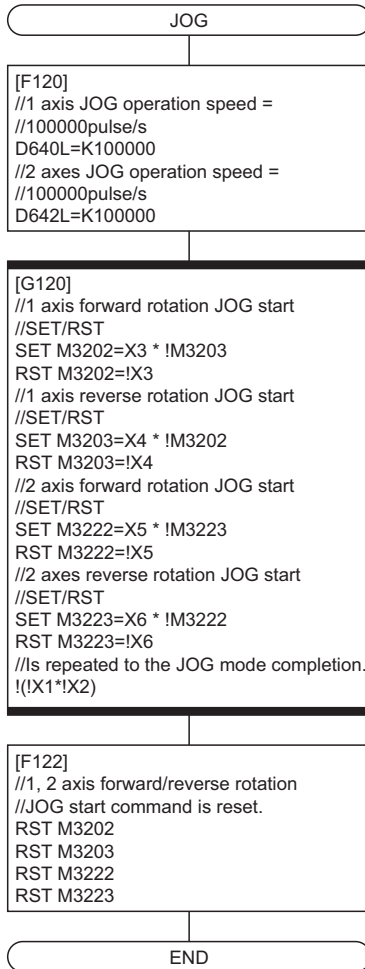 JOG
[F120]
//1 axis JOG operation speed =
//100000pulse/s
D640L=K100000
//2 axes JOG operation speed =
//100000pulse/s
D642L=K100000
[G120]
//1 axis forward rotation JOG start
//SET/RST
SET M3202=X3 * !M3203
RST M3202=!X3
//1 axis reverse rotation JOG start
//SET/RST
SET M3203=X4 * !M3202
RST M3203=!X4
//2 axis forward rotation JOG start
//SET/RST
SET M3222=X5 * !M3223
RST M3222=!X5
//2 axes reverse rotation JOG start
//SET/RST
SET M3223=X6 * !M3222
RST M3223=!X6
//Is repeated to the JOG mode completion.
!(!X1*!X2)
[F122]
//1, 2 axis forward/reverse rotation
//JOG start command is reset.
RST M3202
RST M3203
RST M3222
RST M3223
END